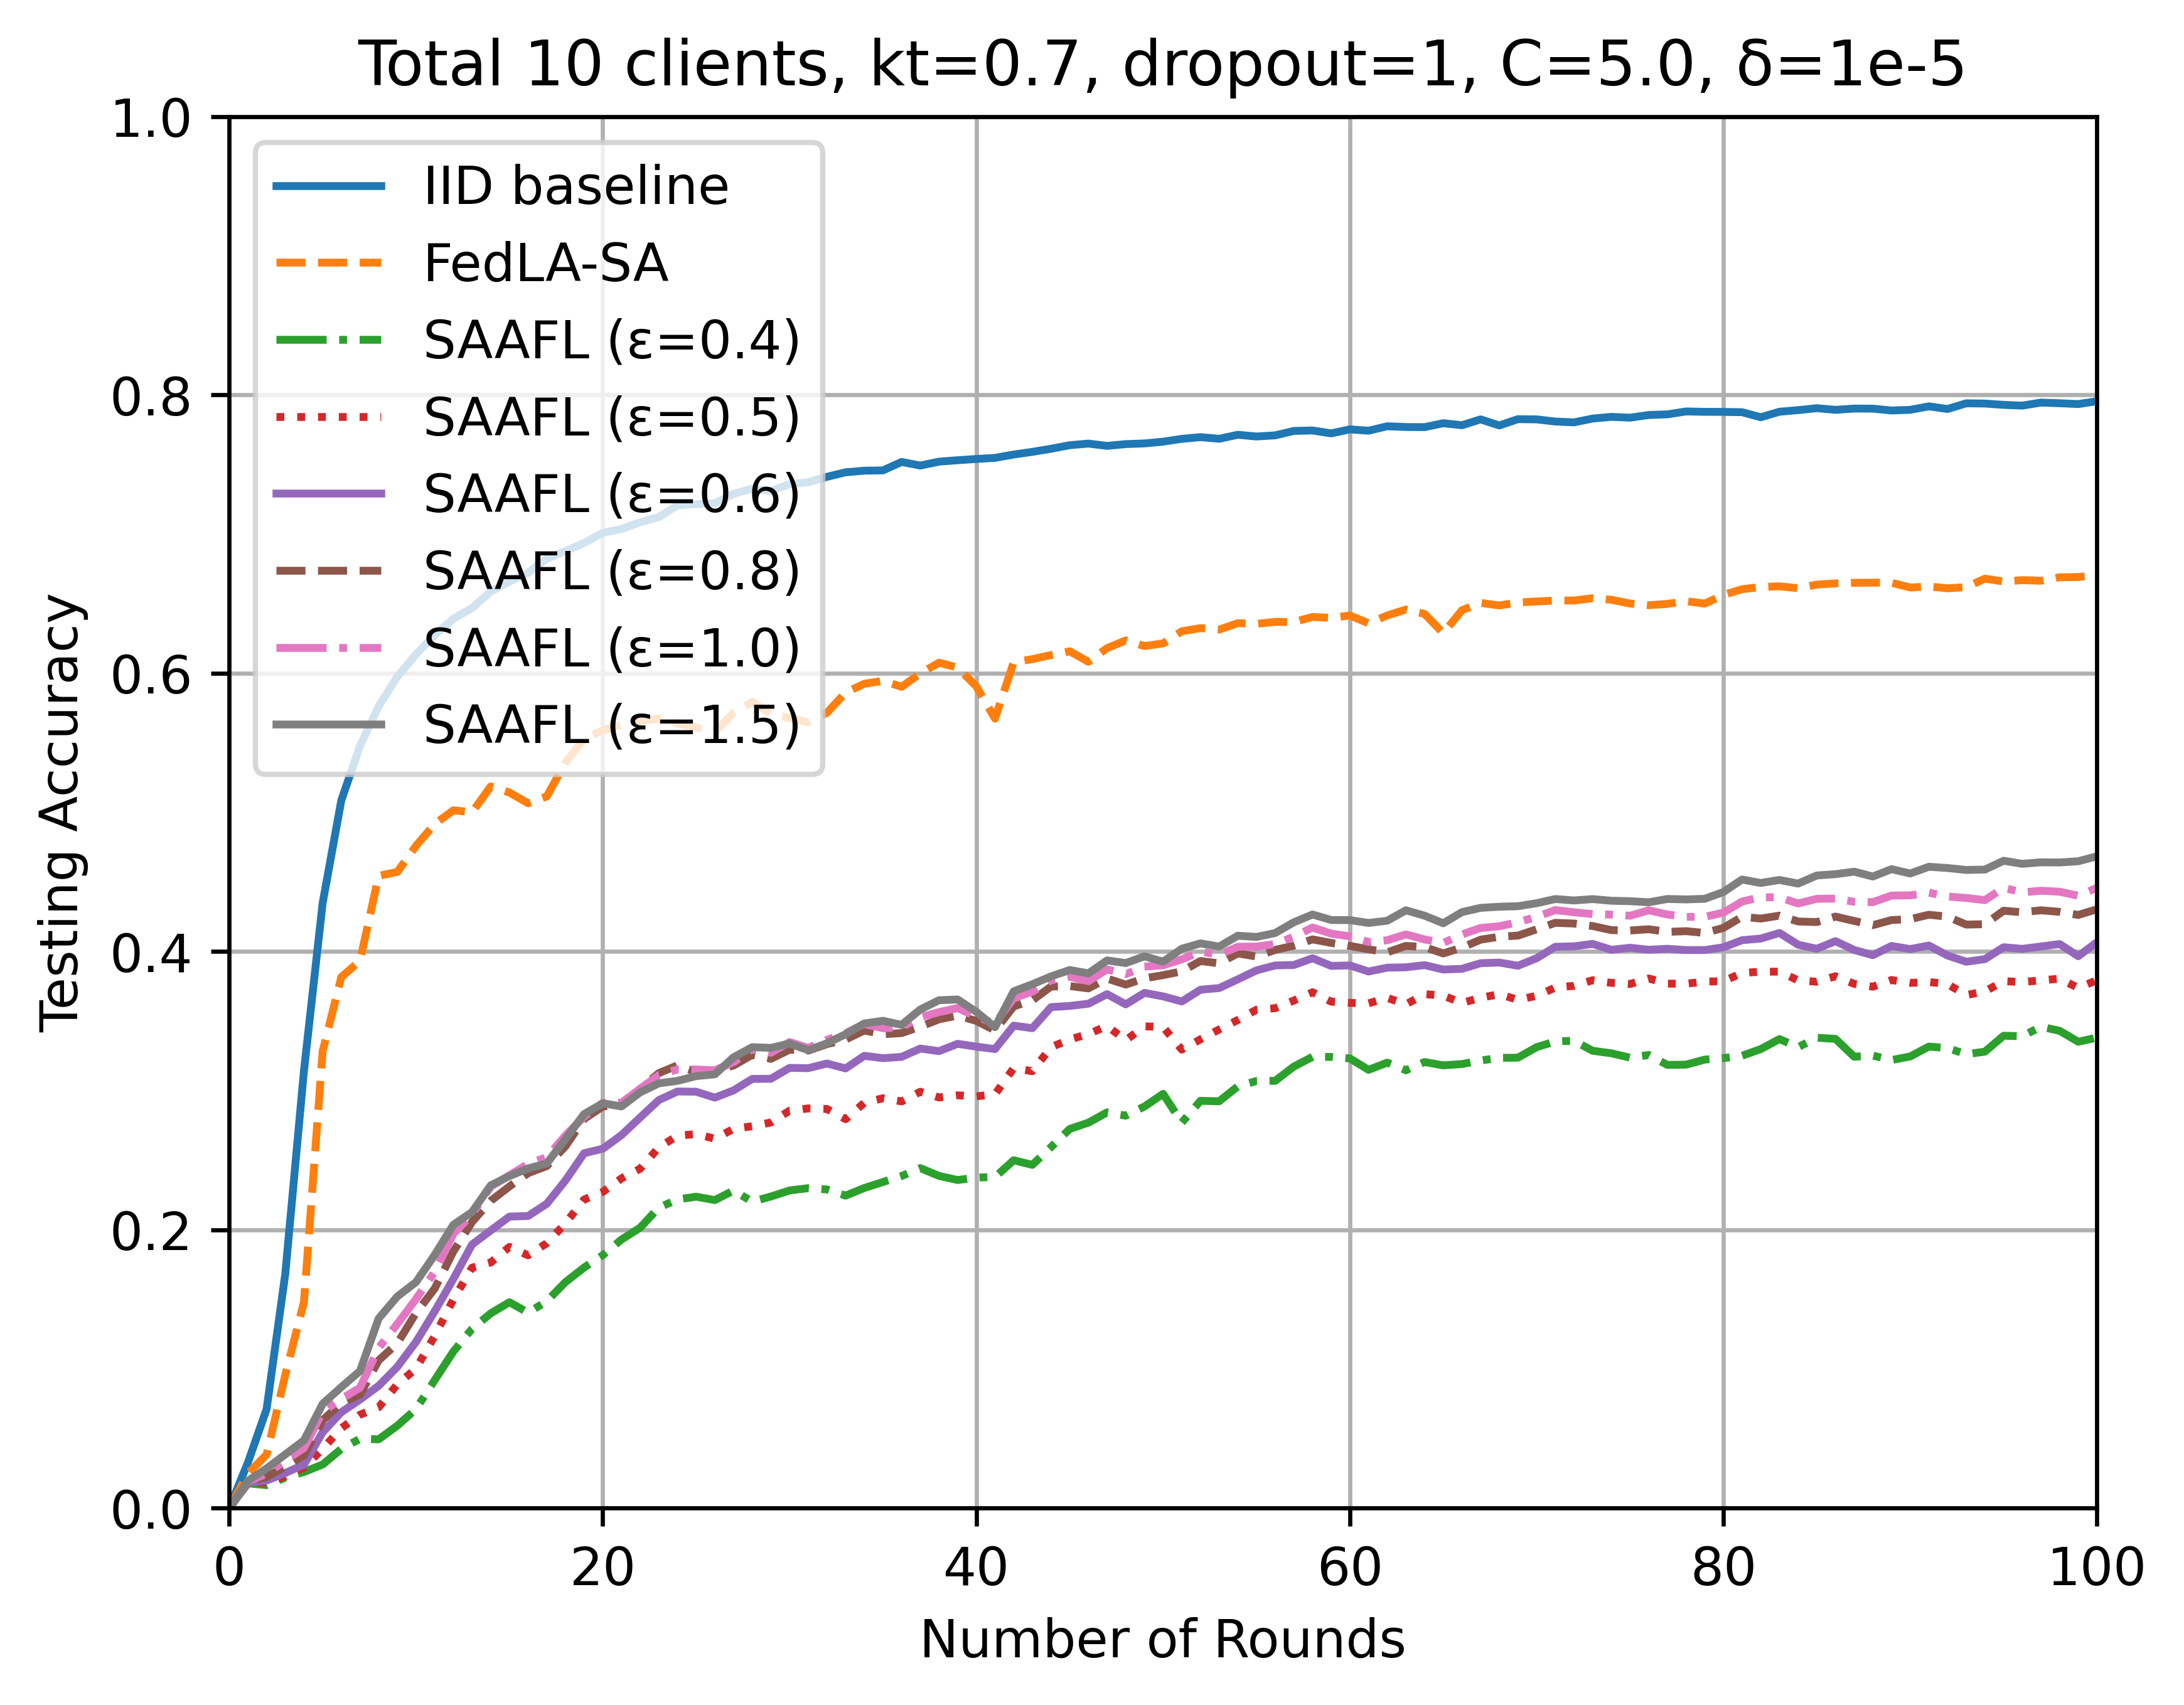 Total 10 clients, kt=0.7, dropout=1, C=5.0, δ=1e-5
1.0
0.8
0.6
0.4
0.2
0.0
Testing Accuracy
IID baseline
FedLA-SA
SAAFL (ε=0.4)
SAAFL (ε=0.5)
SAAFL (ε=0.6)
SAAFL (ε=0.8)
SAAFL (ε=1.0)
SAAFL (ε=1.5)
0 20 40 60 80 100
Number of Rounds